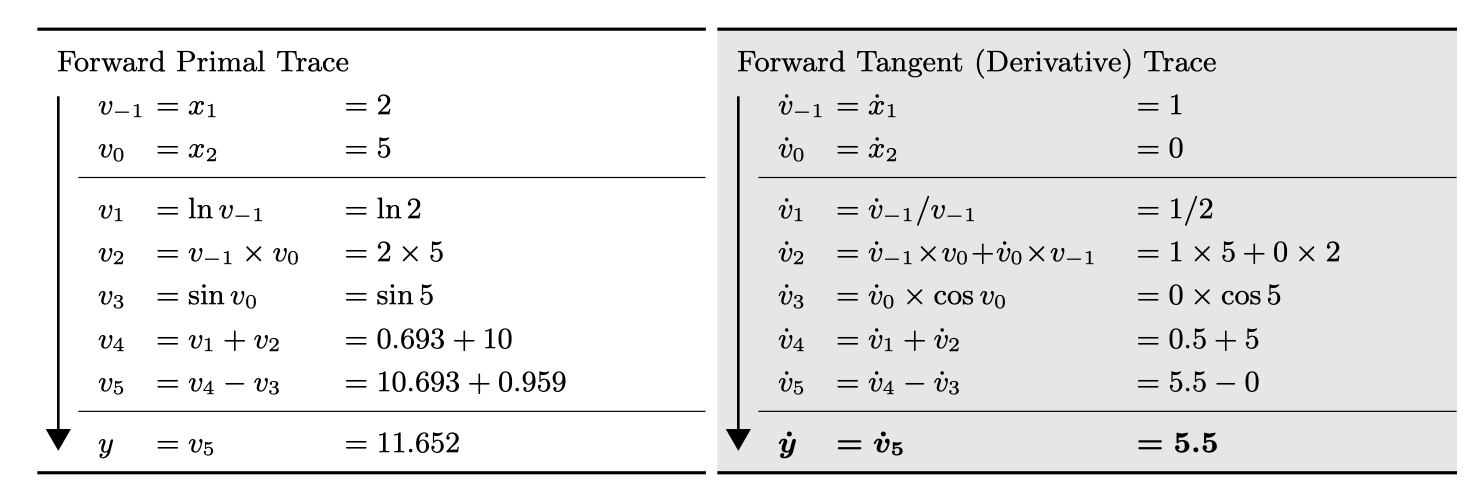 Forward Primal Trace
v₋₁ = x₁ = 2
v₀ = x₂ = 5
v₁ = ln v₋₁ = ln 2
v₂ = v₋₁ × v₀ = 2 × 5
v₃ = sin v₀ = sin 5
v₄ = v₁ + v₂ = 0.693 + 10
v₅ = v₄ − v₃ = 10.693 + 0.959
y = v₅ = 11.652
Forward Tangent (Derivative) Trace
v̇₋₁ = ẋ₁ = 1
v̇₀ = ẋ₂ = 0
v̇₁ = v̇₋₁/v₋₁ = 1/2
v̇₂ = v̇₋₁×v₀+v̇₀×v₋₁ = 1 × 5 + 0 × 2
v̇₃ = v̇₀ × cos v₀ = 0 × cos 5
v̇₄ = v̇₁ + v̇₂ = 0.5 + 5
v̇₅ = v̇₄ − v̇₃ = 5.5 − 0
ẏ = v̇₅ = 5.5